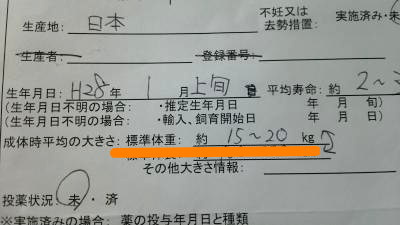 生産地: 日本 不妊又は
去勢措置: 実施済み・未
生産者: 登録番号:
生年月日: H28年 1月 上旬 平均寿命: 約 2~3
(生年月日不明の場合: ・推定生年月日 年 月 旬)
(生年月日不明の場合: ・輸入、飼育開始日 年 月 日)
成体時平均の大きさ: 標準体重: 約 15~20 kg
その他大きさ情報:
投薬状況: 未・済
※実施済みの場合: 薬の投与年月日と種類